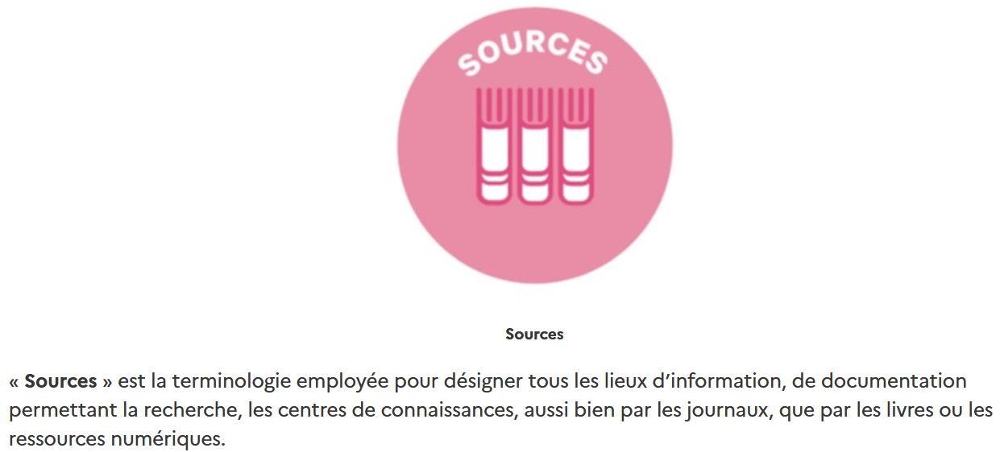 SOURCES
Sources
« Sources » est la terminologie employée pour désigner tous les lieux d’information, de documentation
permettant la recherche, les centres de connaissances, aussi bien par les journaux, que par les livres ou les
ressources numériques.